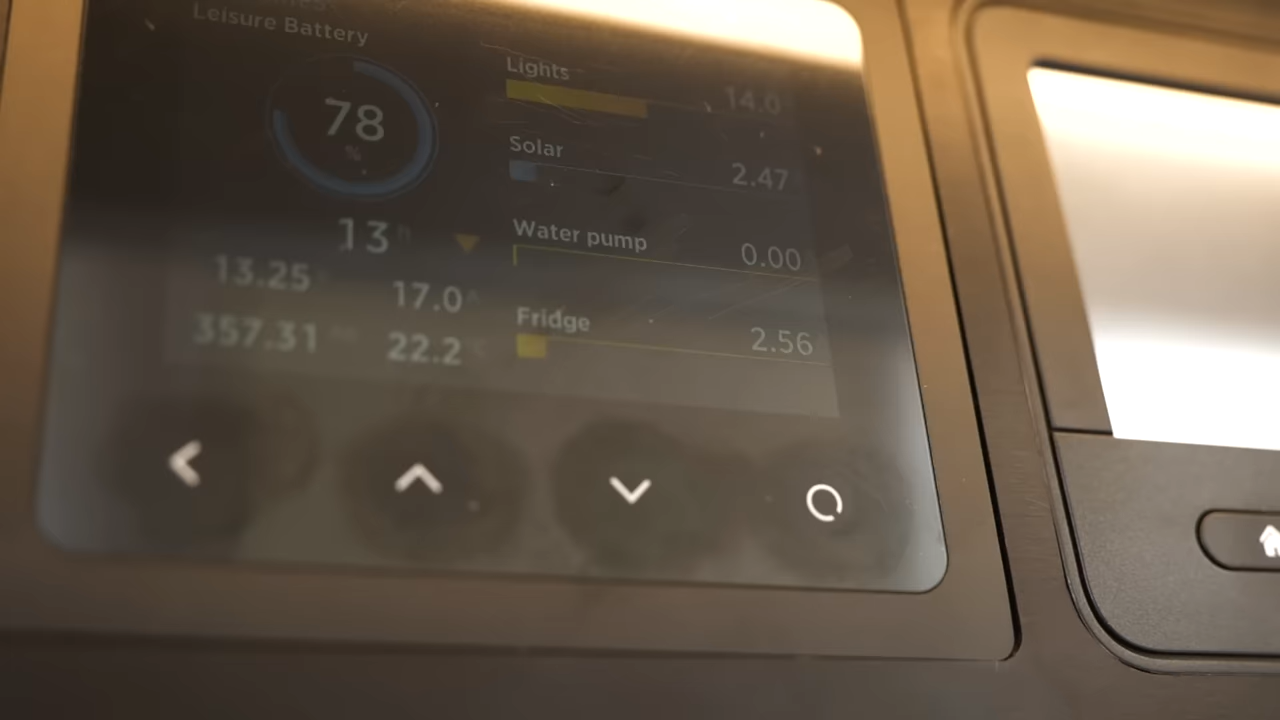 Leisure Battery
78
%
13 h
13.25
17.0 A
357.31
22.2
Lights
14.0
Solar
2.47
Water pump
0.00
Fridge
2.56